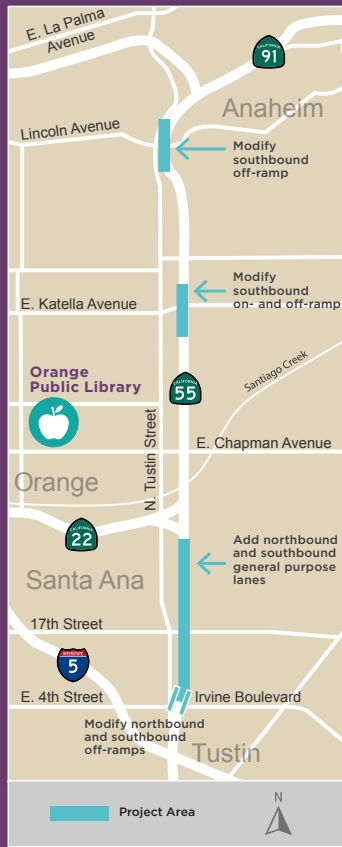 E. La Palma
Avenue
CALIFORNIA
91
Anaheim
Lincoln Avenue
Modify
southbound
off-ramp
Modify
southbound
on- and off-ramp
E. Katella Avenue
Orange
Public Library
Santiago Creek
CALIFORNIA
55
N. Tustin Street
E. Chapman Avenue
Orange
CALIFORNIA
22
Add northbound
and southbound
general purpose
lanes
Santa Ana
17th Street
INTERSTATE
5
E. 4th Street
Irvine Boulevard
Modify northbound
and southbound
off-ramps
Tustin
Project Area
N